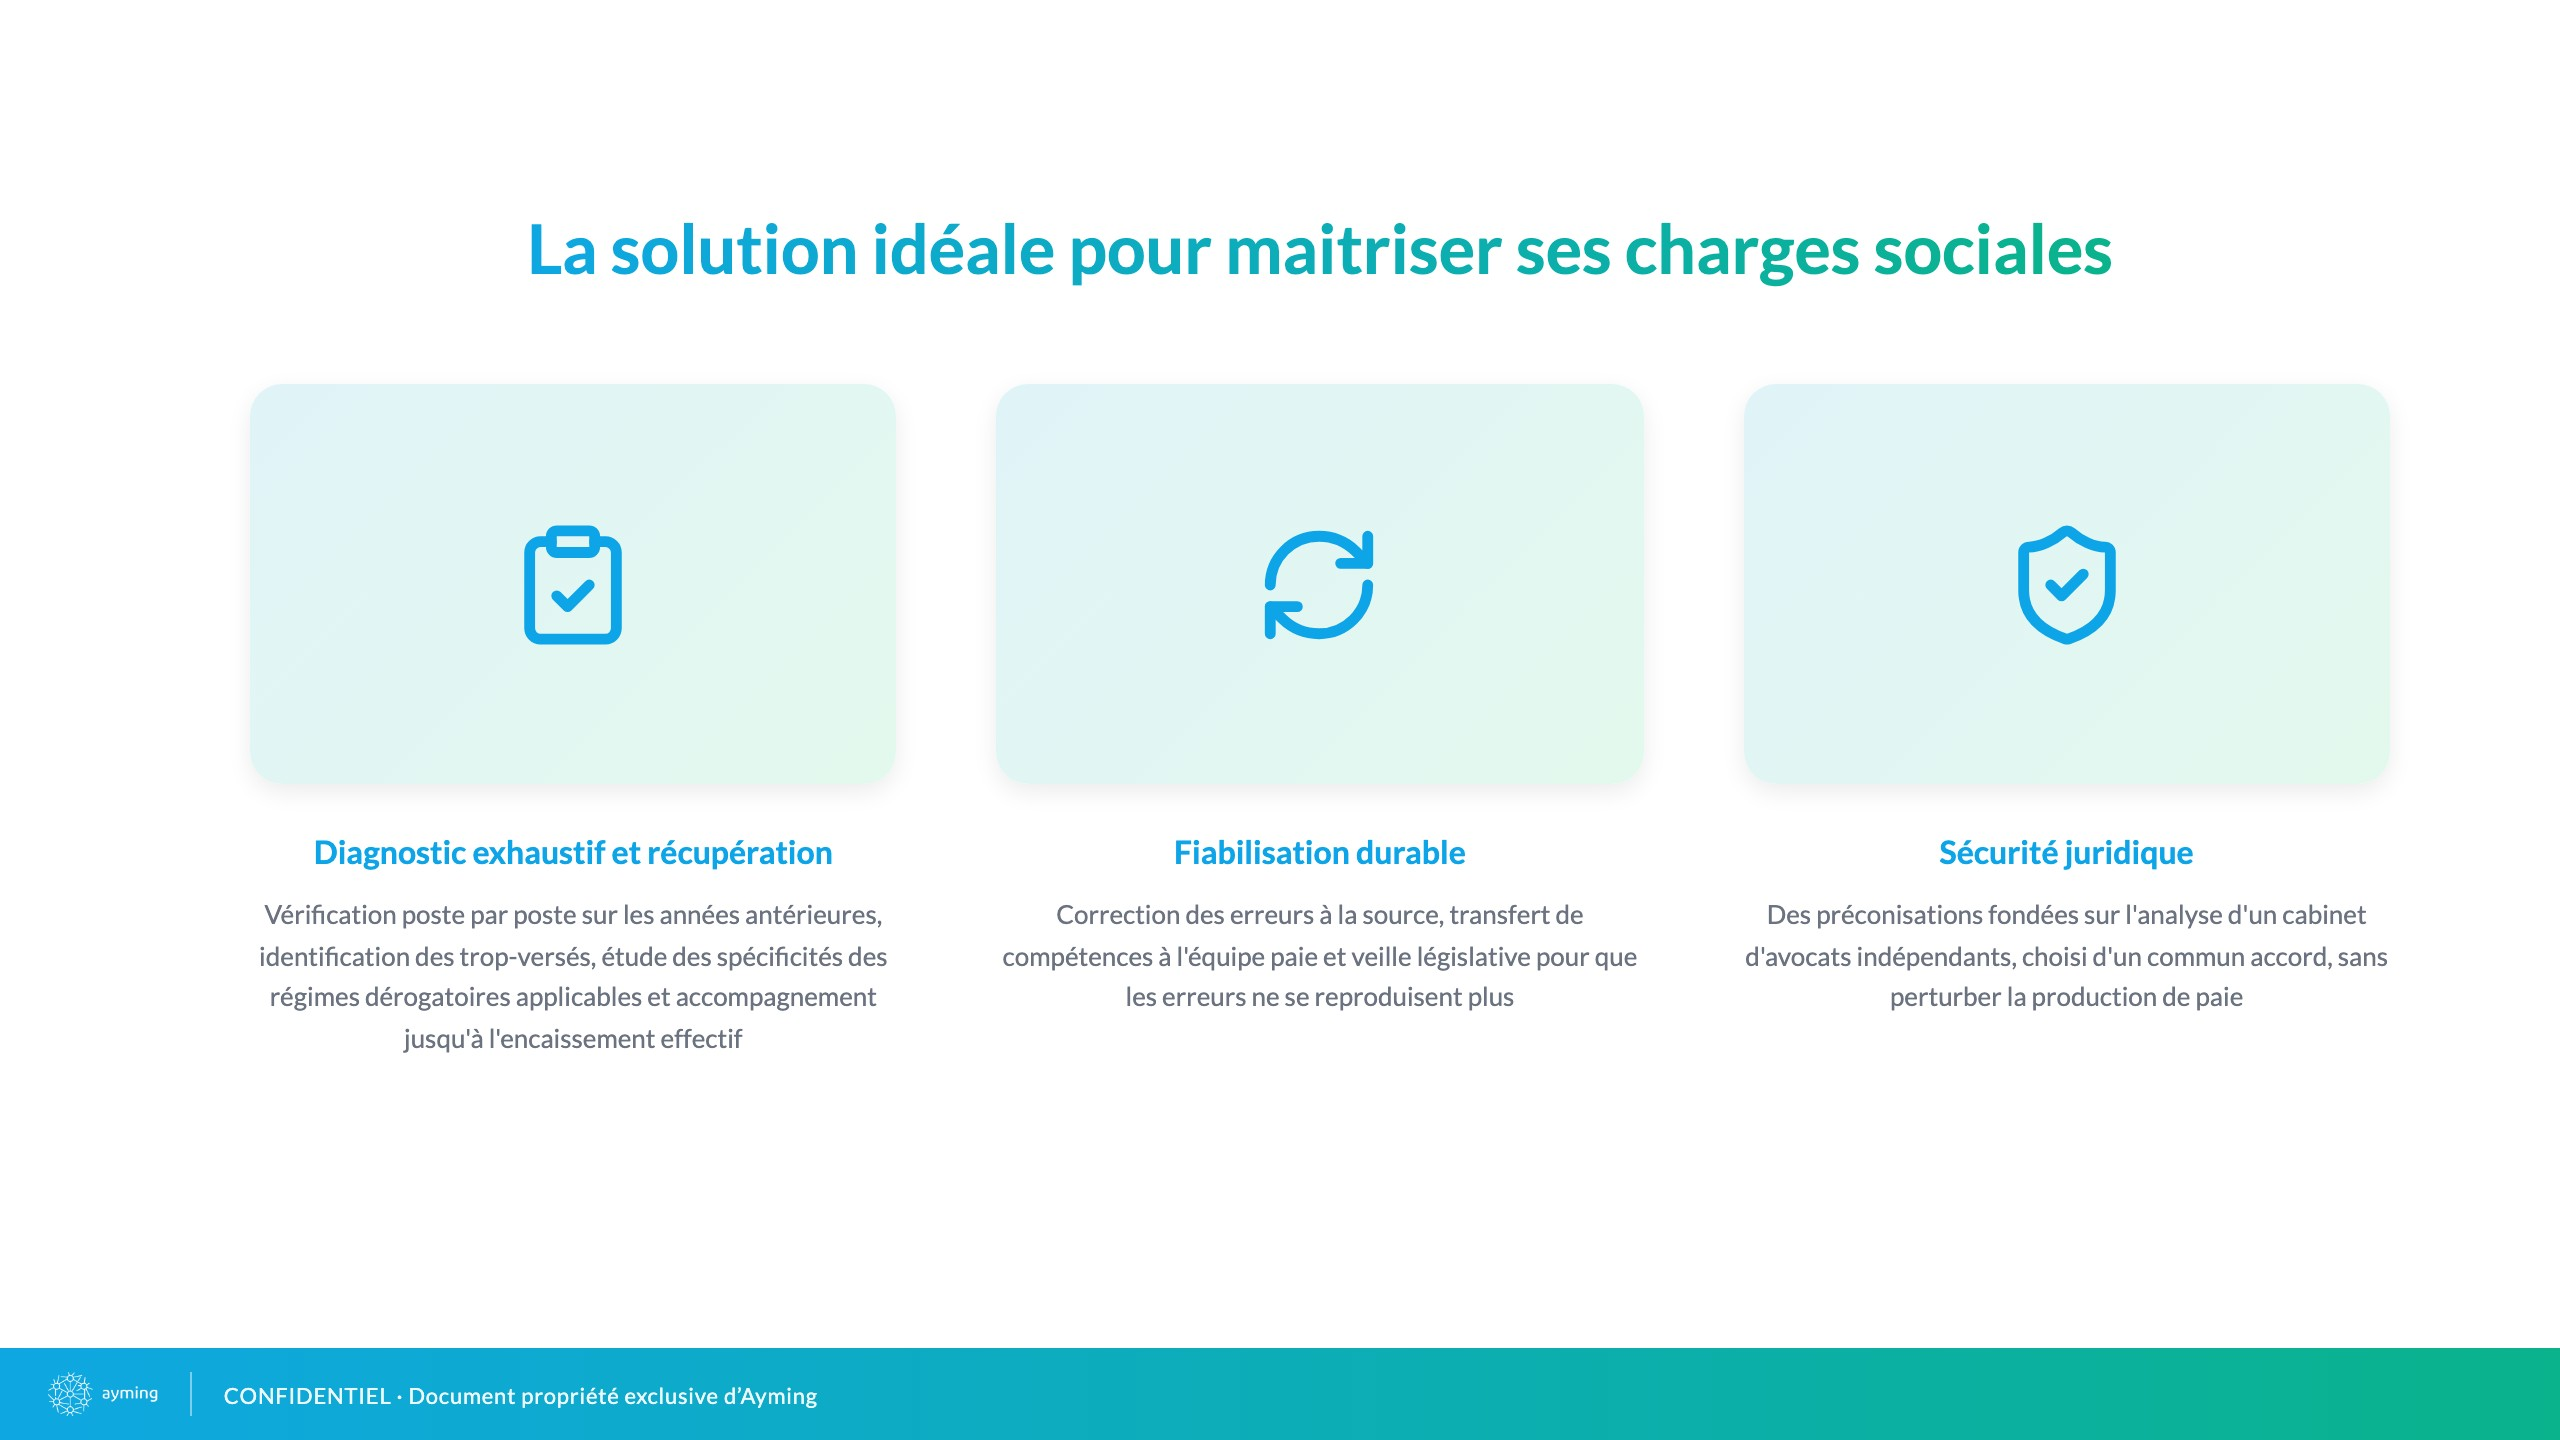 La solution idéale pour maitriser ses charges sociales
Diagnostic exhaustif et récupération
Vérification poste par poste sur les années antérieures,
identification des trop-versés, étude des spécificités des
régimes dérogatoires applicables et accompagnement
jusqu'à l'encaissement effectif
Fiabilisation durable
Correction des erreurs à la source, transfert de
compétences à l'équipe paie et veille législative pour que
les erreurs ne se reproduisent plus
Sécurité juridique
Des préconisations fondées sur l'analyse d'un cabinet
d'avocats indépendants, choisi d'un commun accord, sans
perturber la production de paie
ayming
CONFIDENTIEL · Document propriété exclusive d’Ayming